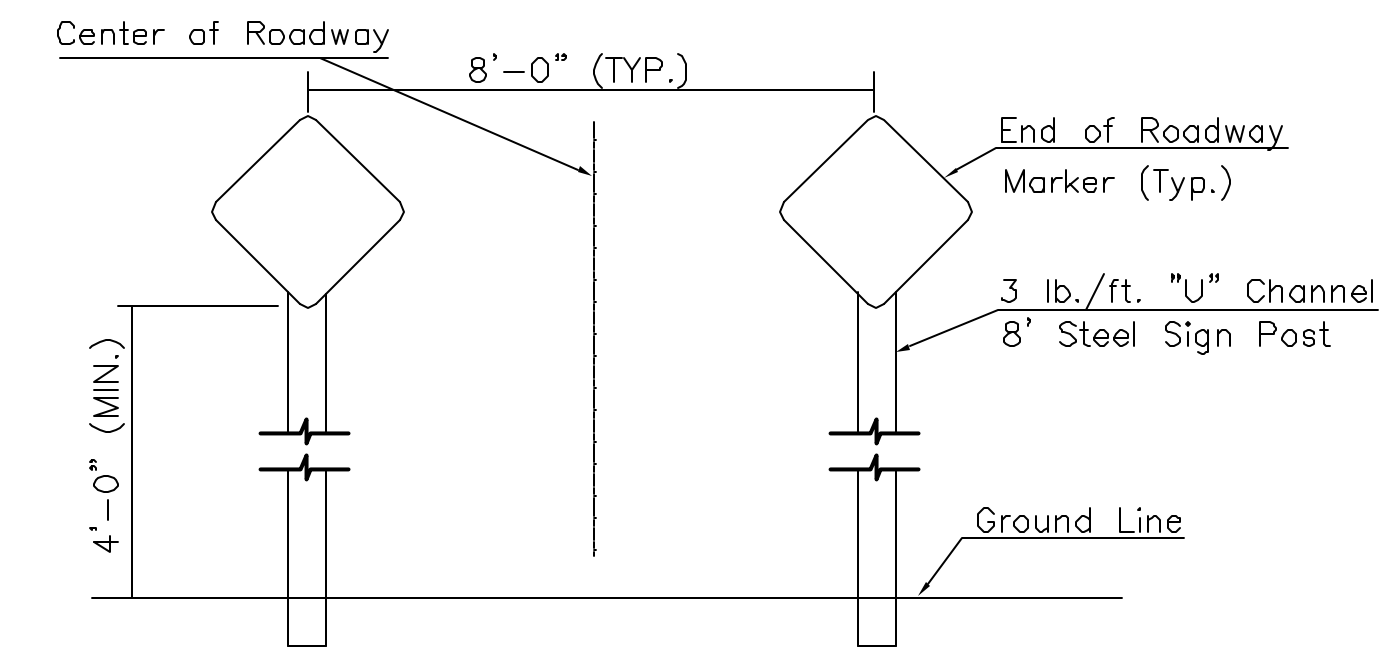 Center of Roadway
8'-0" (TYP.)
End of Roadway
Marker (Typ.)
3 lb./ft. "U" Channel
8' Steel Sign Post
4'-0" (MIN.)
Ground Line